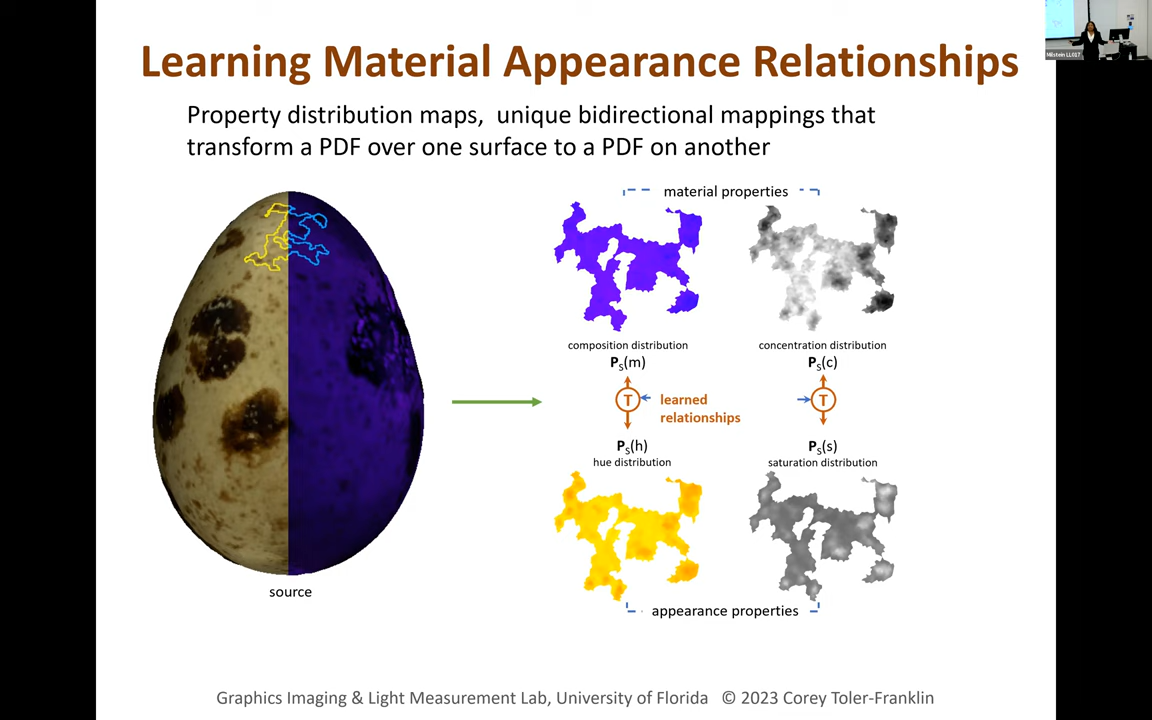 Learning Material Appearance Relationships
Milstein LL017
Property distribution maps,  unique bidirectional mappings that
transform a PDF over one surface to a PDF on another
material properties
composition distribution
concentration distribution
Pₛ(m)
Pₛ(c)
T
learned
relationships
T
Pₛ(h)
Pₛ(s)
hue distribution
saturation distribution
source
appearance properties
Graphics Imaging & Light Measurement Lab, University of Florida   © 2023 Corey Toler-Franklin